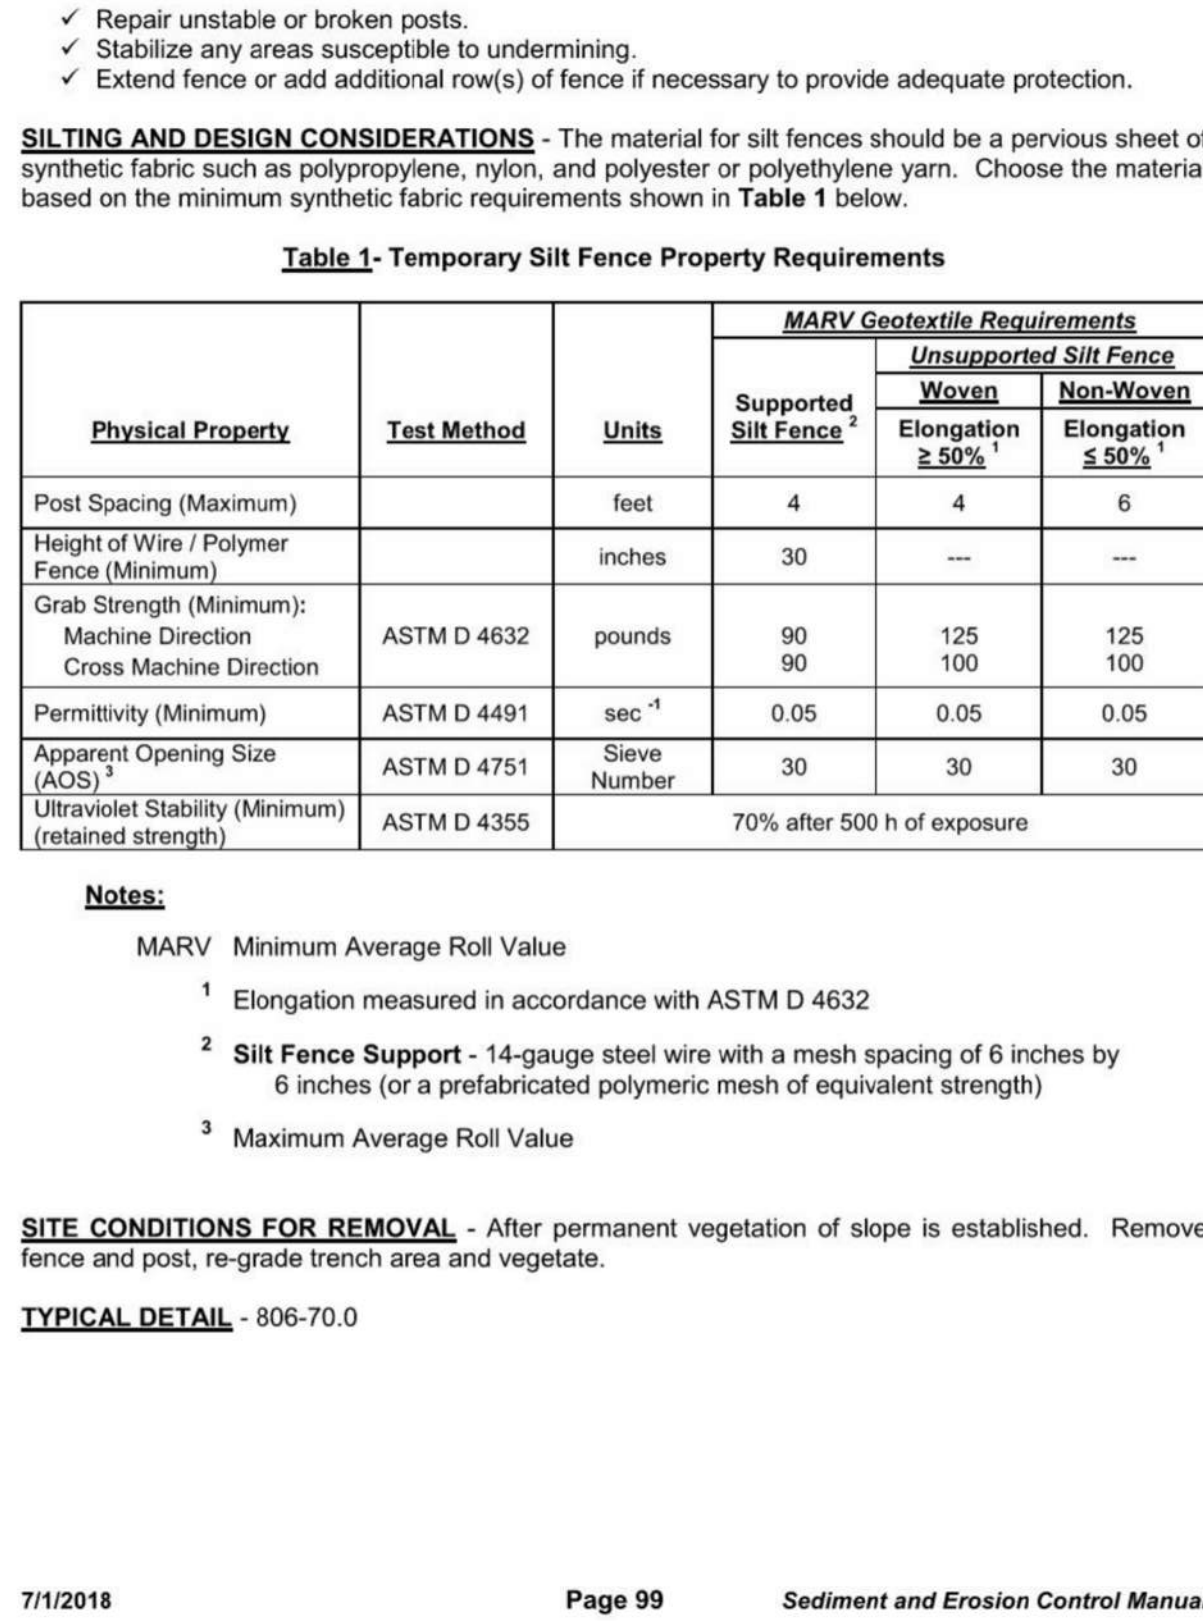 ✓ Repair unstable or broken posts.
✓ Stabilize any areas susceptible to undermining.
✓ Extend fence or add additional row(s) of fence if necessary to provide adequate protection.
SILTING AND DESIGN CONSIDERATIONS - The material for silt fences should be a pervious sheet of
synthetic fabric such as polypropylene, nylon, and polyester or polyethylene yarn. Choose the materia
based on the minimum synthetic fabric requirements shown in Table 1 below.
Table 1- Temporary Silt Fence Property Requirements
MARV Geotextile Requirements
Unsupported Silt Fence
Woven Non-Woven
Physical Property Test Method Units Supported Silt Fence 2 Elongation ≥ 50% 1 Elongation ≤ 50% 1
Post Spacing (Maximum) feet 4 4 6
Height of Wire / Polymer
Fence (Minimum) inches 30 --- ---
Grab Strength (Minimum):
Machine Direction ASTM D 4632 pounds 90 125 125
Cross Machine Direction 90 100 100
Permittivity (Minimum) ASTM D 4491 sec -1 0.05 0.05 0.05
Apparent Opening Size
(AOS) 3 ASTM D 4751 Sieve Number 30 30 30
Ultraviolet Stability (Minimum)
(retained strength) ASTM D 4355 70% after 500 h of exposure
Notes:
MARV Minimum Average Roll Value
1 Elongation measured in accordance with ASTM D 4632
2 Silt Fence Support - 14-gauge steel wire with a mesh spacing of 6 inches by
6 inches (or a prefabricated polymeric mesh of equivalent strength)
3 Maximum Average Roll Value
SITE CONDITIONS FOR REMOVAL - After permanent vegetation of slope is established. Remove
fence and post, re-grade trench area and vegetate.
TYPICAL DETAIL - 806-70.0
7/1/2018 Page 99 Sediment and Erosion Control Manua